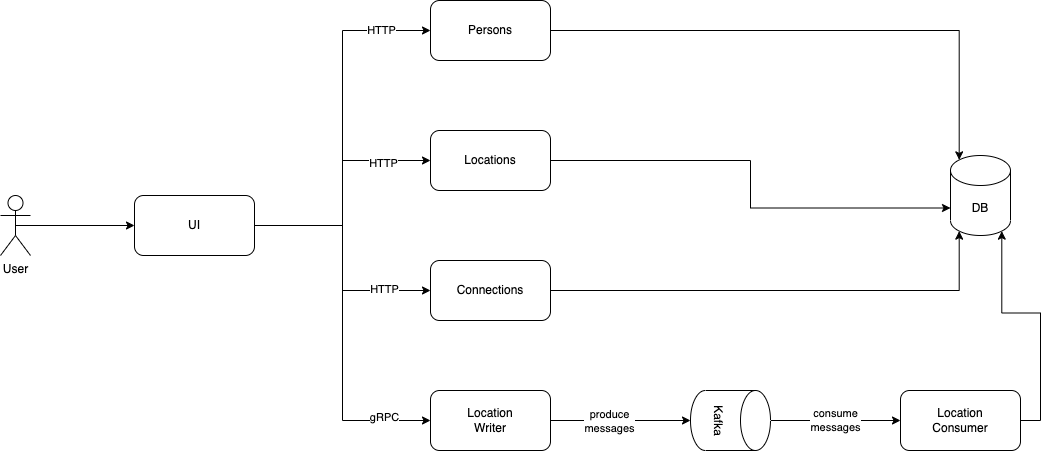 HTTP
Persons
HTTP
Locations
DB
UI
User
HTTP
Connections
gRPC
Location
Writer
produce
messages
Kafka
consume
messages
Location
Consumer